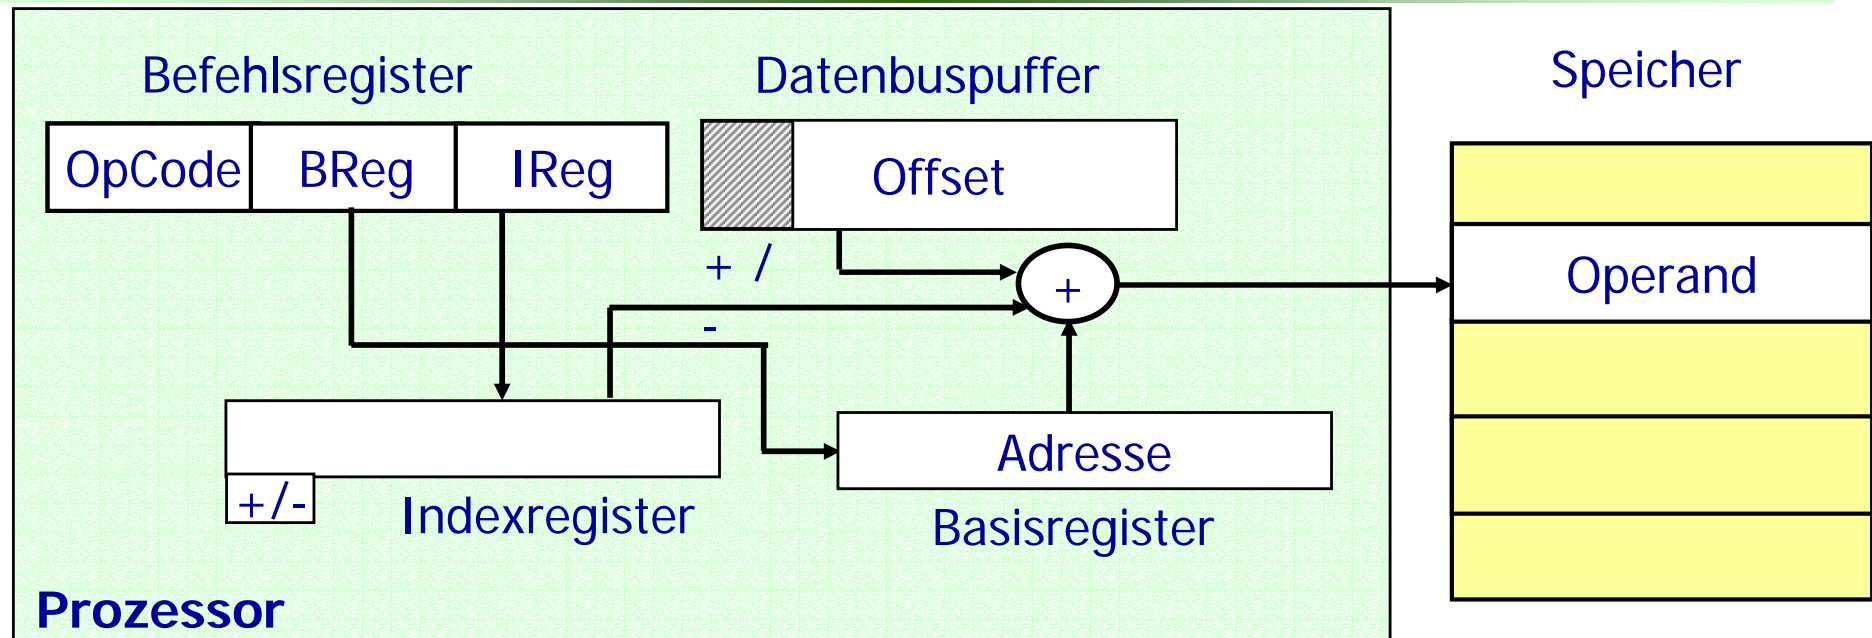 Befehlsregister
Datenbuspuffer
Speicher
OpCode BReg IReg
Offset
+ /
-
+
Operand
Adresse
+/-
Indexregister
Basisregister
Prozessor